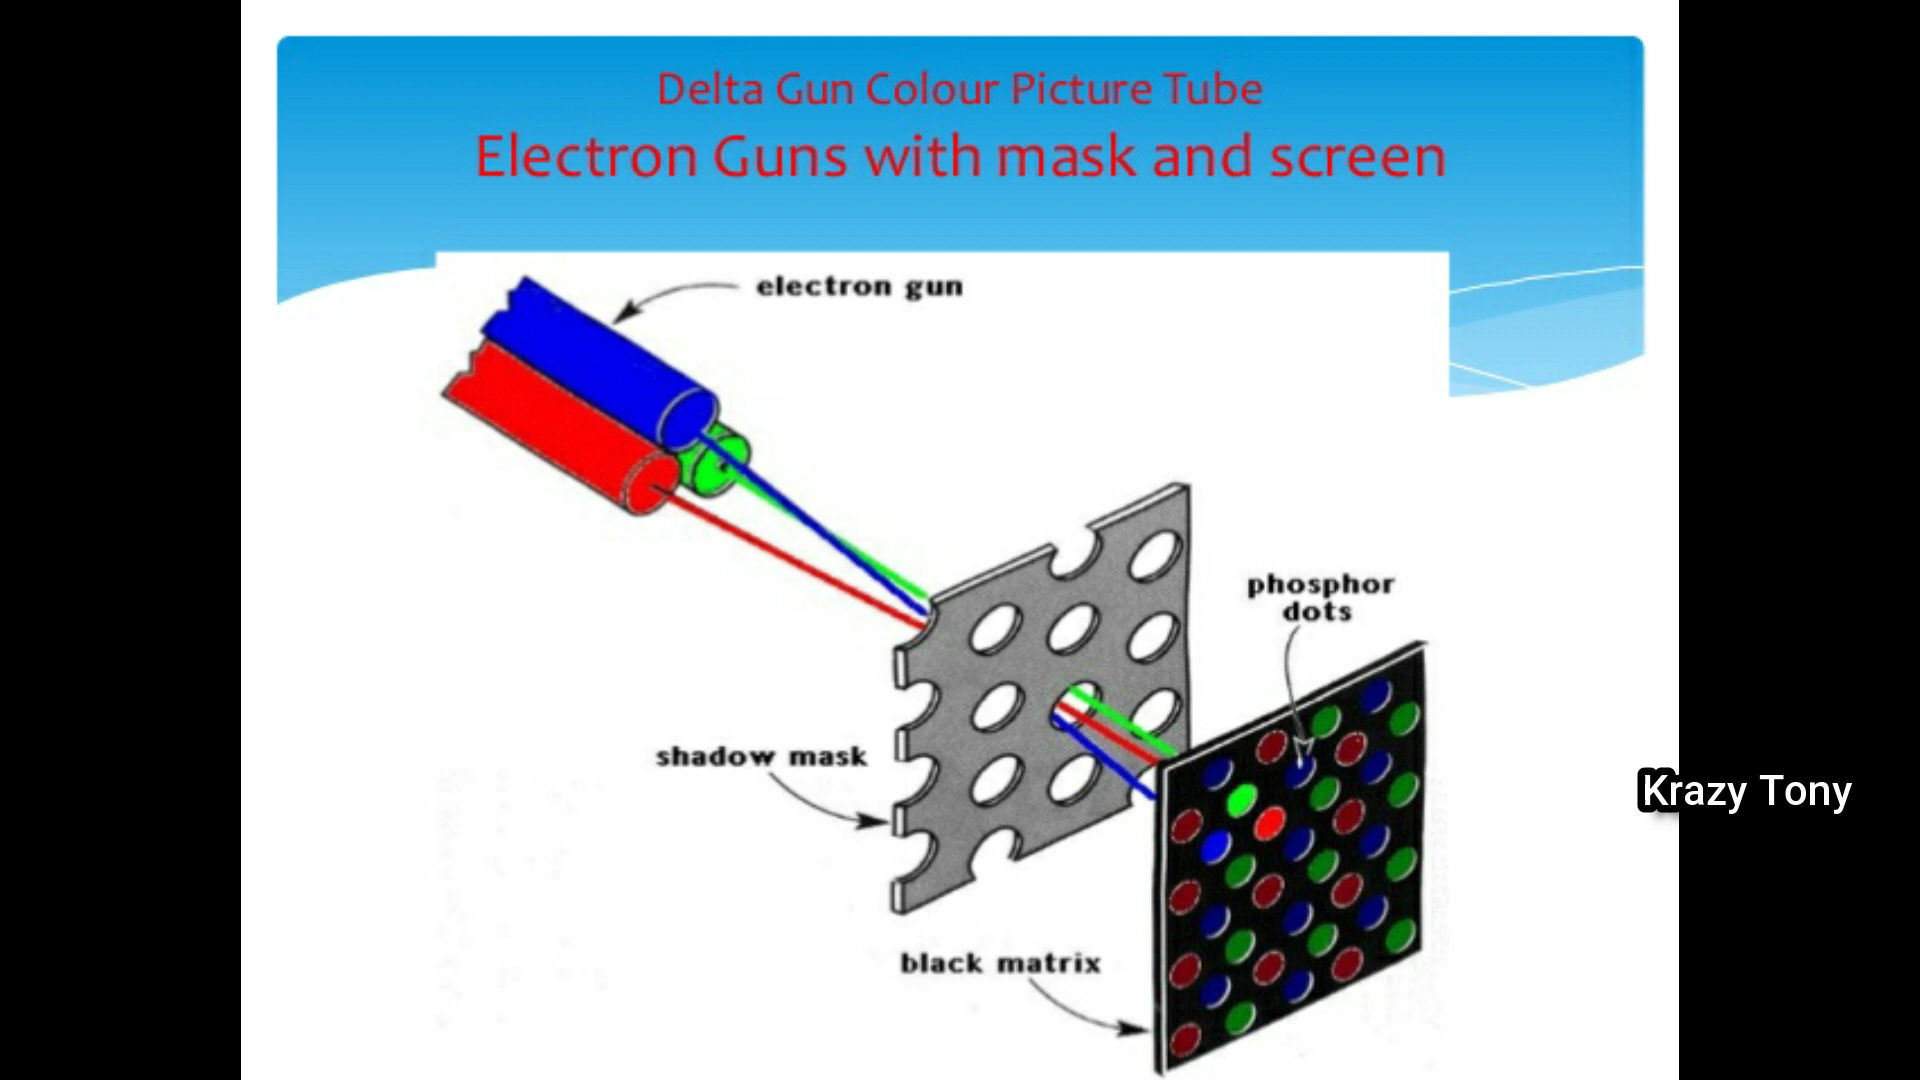 Delta Gun Colour Picture Tube
Electron Guns with mask and screen
electron gun
phosphor
dots
shadow mask
Krazy Tony
black matrix